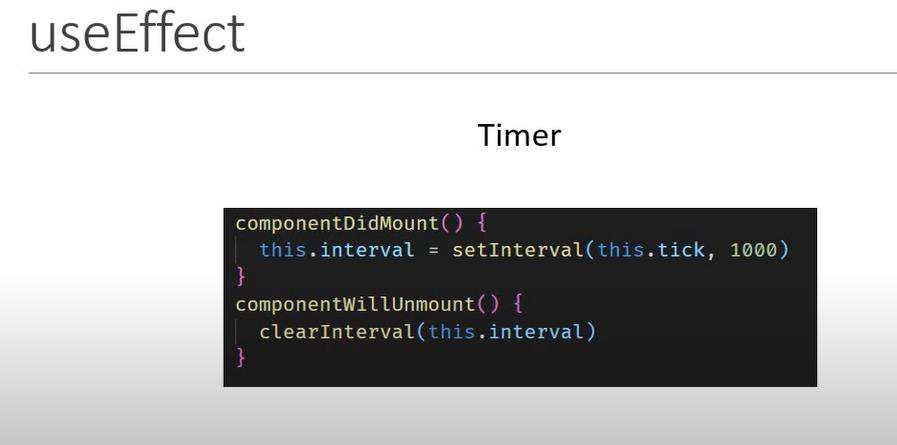 useEffect
Timer
componentDidMount() {
  this.interval = setInterval(this.tick, 1000)
}
componentWillUnmount() {
  clearInterval(this.interval)
}